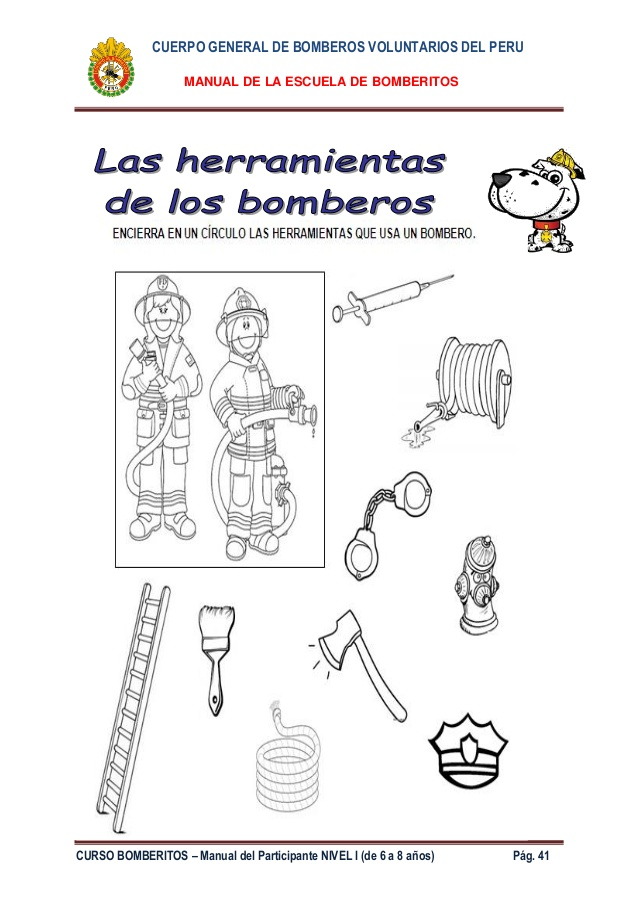 CUERPO GENERAL DE BOMBEROS VOLUNTARIOS DEL PERU
MANUAL DE LA ESCUELA DE BOMBERITOS
Las herramientas
de los bomberos
ENCIERRA EN UN CÍRCULO LAS HERRAMIENTAS QUE USA UN BOMBERO.
CURSO BOMBERITOS – Manual del Participante NIVEL I (de 6 a 8 años) Pág. 41